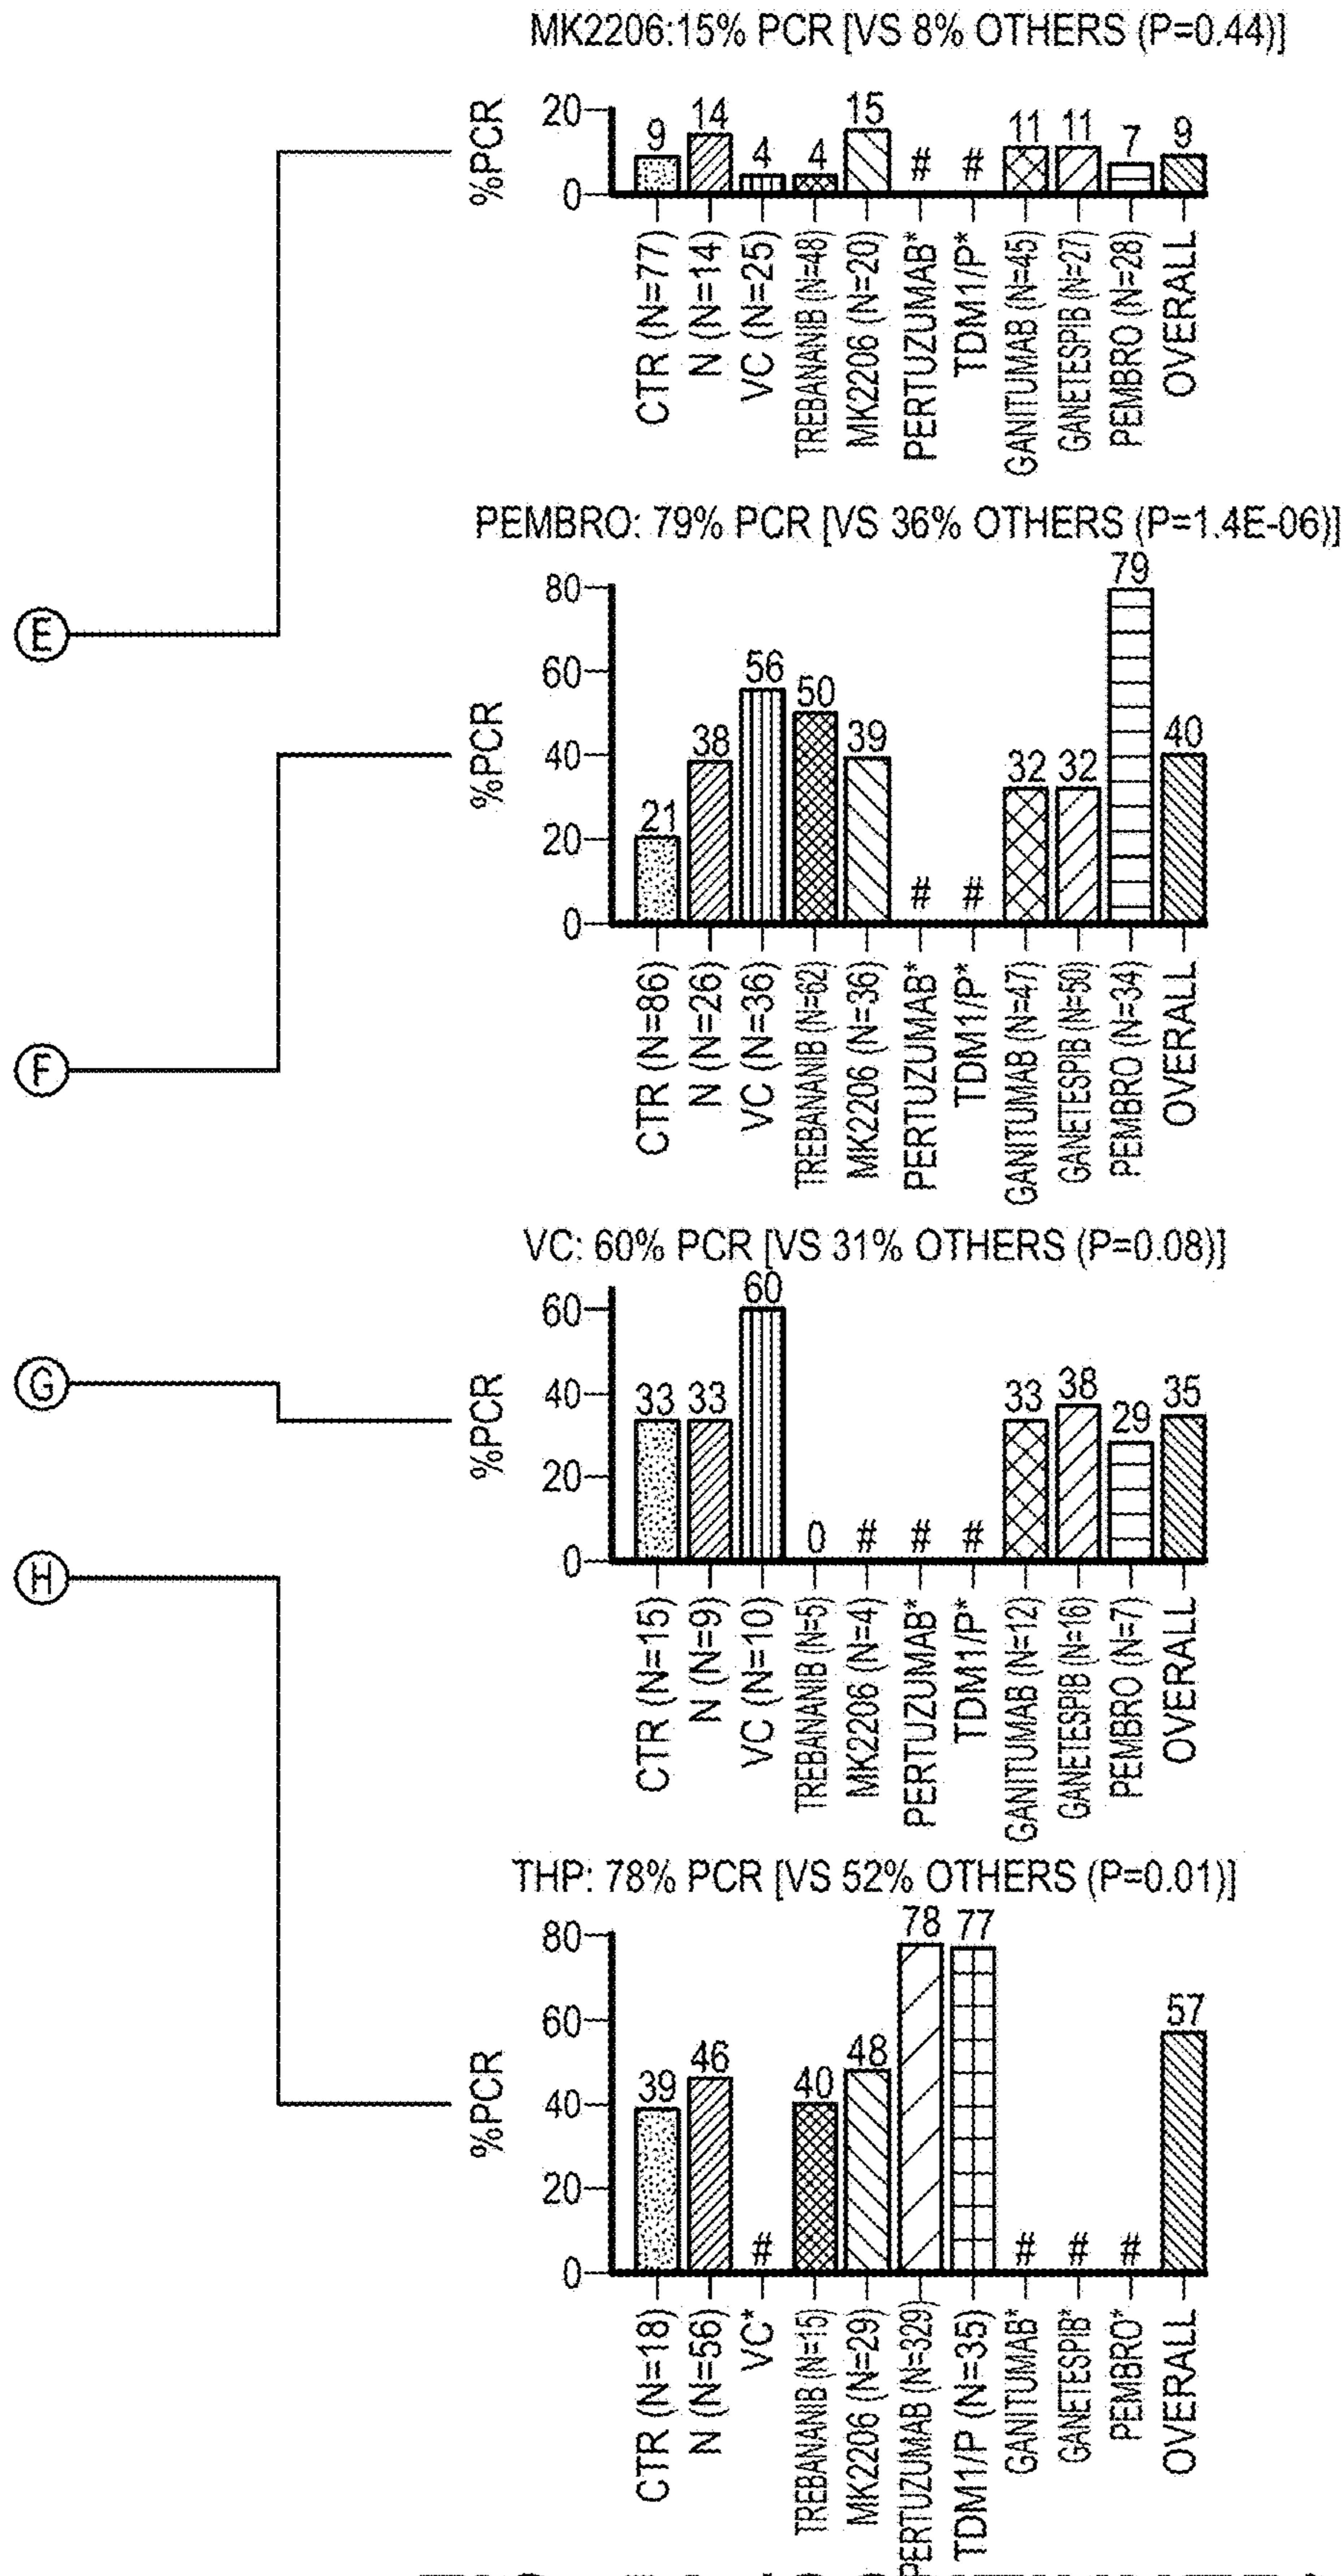 MK2206:15% PCR [VS 8% OTHERS (P=0.44)]
%PCR
20
0
9
14
4
4
15
#
#
11
11
7
9
CTR (N=77)
N (N=14)
VC (N=25)
TREBANANIB (N=48)
MK2206 (N=20)
PERTUZUMAB*
TDM1/P*
GANITUMAB (N=45)
GANETESPIB (N=27)
PEMBRO (N=28)
OVERALL
E
PEMBRO: 79% PCR [VS 36% OTHERS (P=1.4E-06)]
%PCR
80
60
40
20
0
21
38
56
50
39
#
#
32
32
79
40
CTR (N=86)
N (N=26)
VC (N=36)
TREBANANIB (N=62)
MK2206 (N=36)
PERTUZUMAB*
TDM1/P*
GANITUMAB (N=47)
GANETESPIB (N=50)
PEMBRO (N=34)
OVERALL
F
VC: 60% PCR [VS 31% OTHERS (P=0.08)]
%PCR
60
40
20
0
33
33
60
0
#
#
#
33
38
29
35
CTR (N=15)
N (N=9)
VC (N=10)
TREBANANIB (N=5)
MK2206 (N=4)
PERTUZUMAB*
TDM1/P*
GANITUMAB (N=12)
GANETESPIB (N=16)
PEMBRO (N=7)
OVERALL
G
H
THP: 78% PCR [VS 52% OTHERS (P=0.01)]
%PCR
80
60
40
20
0
39
46
#
40
48
78
77
#
#
#
57
CTR (N=18)
N (N=56)
VC*
TREBANANIB (N=15)
MK2206 (N=29)
PERTUZUMAB (N=329)
TDM1/P (N=35)
GANITUMAB*
GANETESPIB*
PEMBRO*
OVERALL